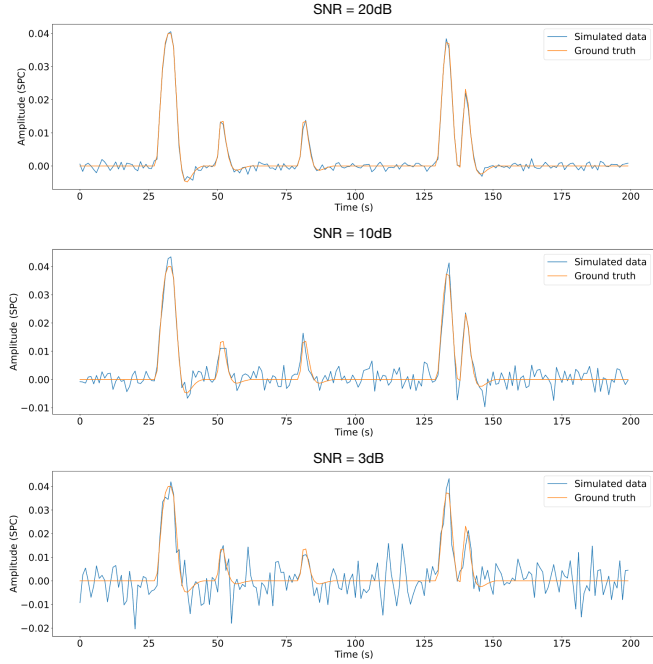 SNR = 20dB
Simulated data
Ground truth
Amplitude (SPC)
0.04
0.03
0.02
0.01
0.00
0 25 50 75 100 125 150 175 200
Time (s)
SNR = 10dB
Simulated data
Ground truth
Amplitude (SPC)
0.04
0.03
0.02
0.01
0.00
−0.01
0 25 50 75 100 125 150 175 200
Time (s)
SNR = 3dB
Simulated data
Ground truth
Amplitude (SPC)
0.04
0.03
0.02
0.01
0.00
−0.01
−0.02
0 25 50 75 100 125 150 175 200
Time (s)